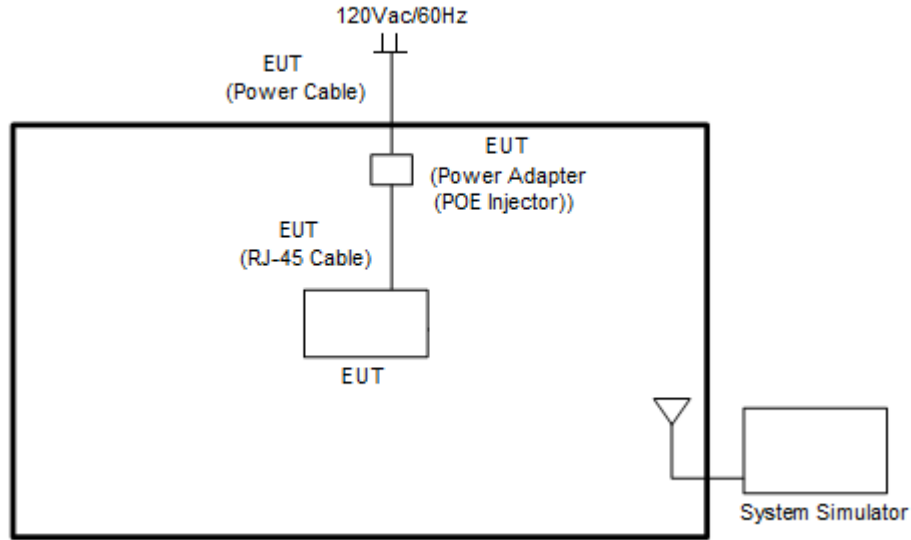 120Vac/60Hz
EUT
(Power Cable)
EUT
(Power Adapter
(POE Injector))
EUT
(RJ-45 Cable)
EUT
System Simulator